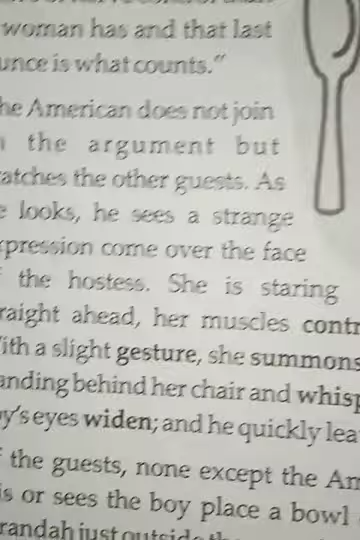 woman has and that last
unce is what counts."
he American does not join
the argument but
atches the other guests. As
e looks, he sees a strange
xpression come over the face
the hostess. She is staring
raight ahead, her muscles contr
ith a slight gesture, she summons
anding behind her chair and whisp
y's eyes widen; and he quickly lea
f the guests, none except the Am
is or sees the boy place a bowl
randah just outside